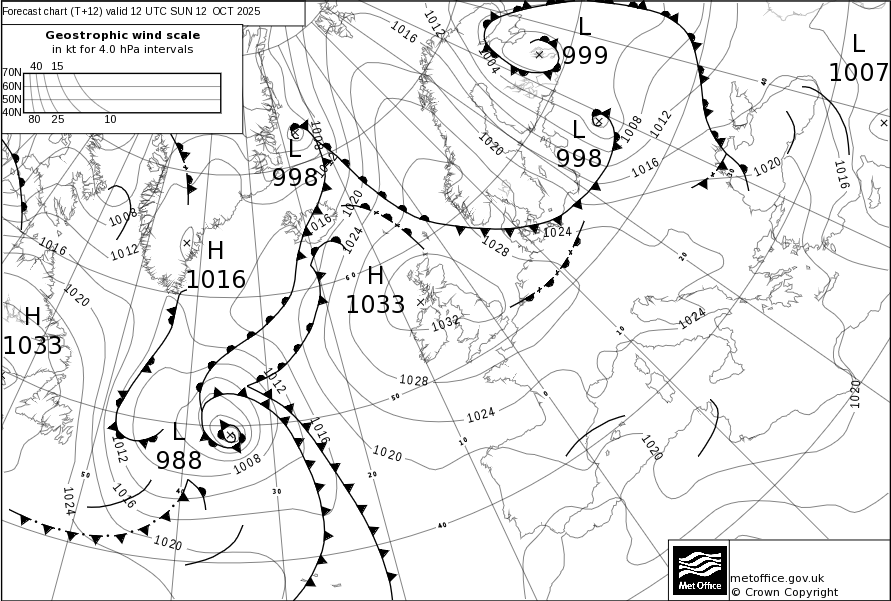 Forecast chart (T+12) valid 12 UTC SUN 12 OCT 2025
Geostrophic wind scale
in kt for 4.0 hPa intervals
40 15
70N
60N
50N
40N
80 25 10
1016
1012
1004
L
999
L
1007
40
1008
1012
L
998
1016
1020
1020
1016
1008
L
998
1012
1020
1016
1024
1024
1028
1008
1012
1016
1020
H
1016
H
1033
H
1033
60
1032
20
10
1024
1028
1024
1020
1020
1020
50
0
10
20
30
40
40
50
1012
1016
L
988
1008
1012
1016
1024
1020
Met Office
metoffice.gov.uk
© Crown Copyright